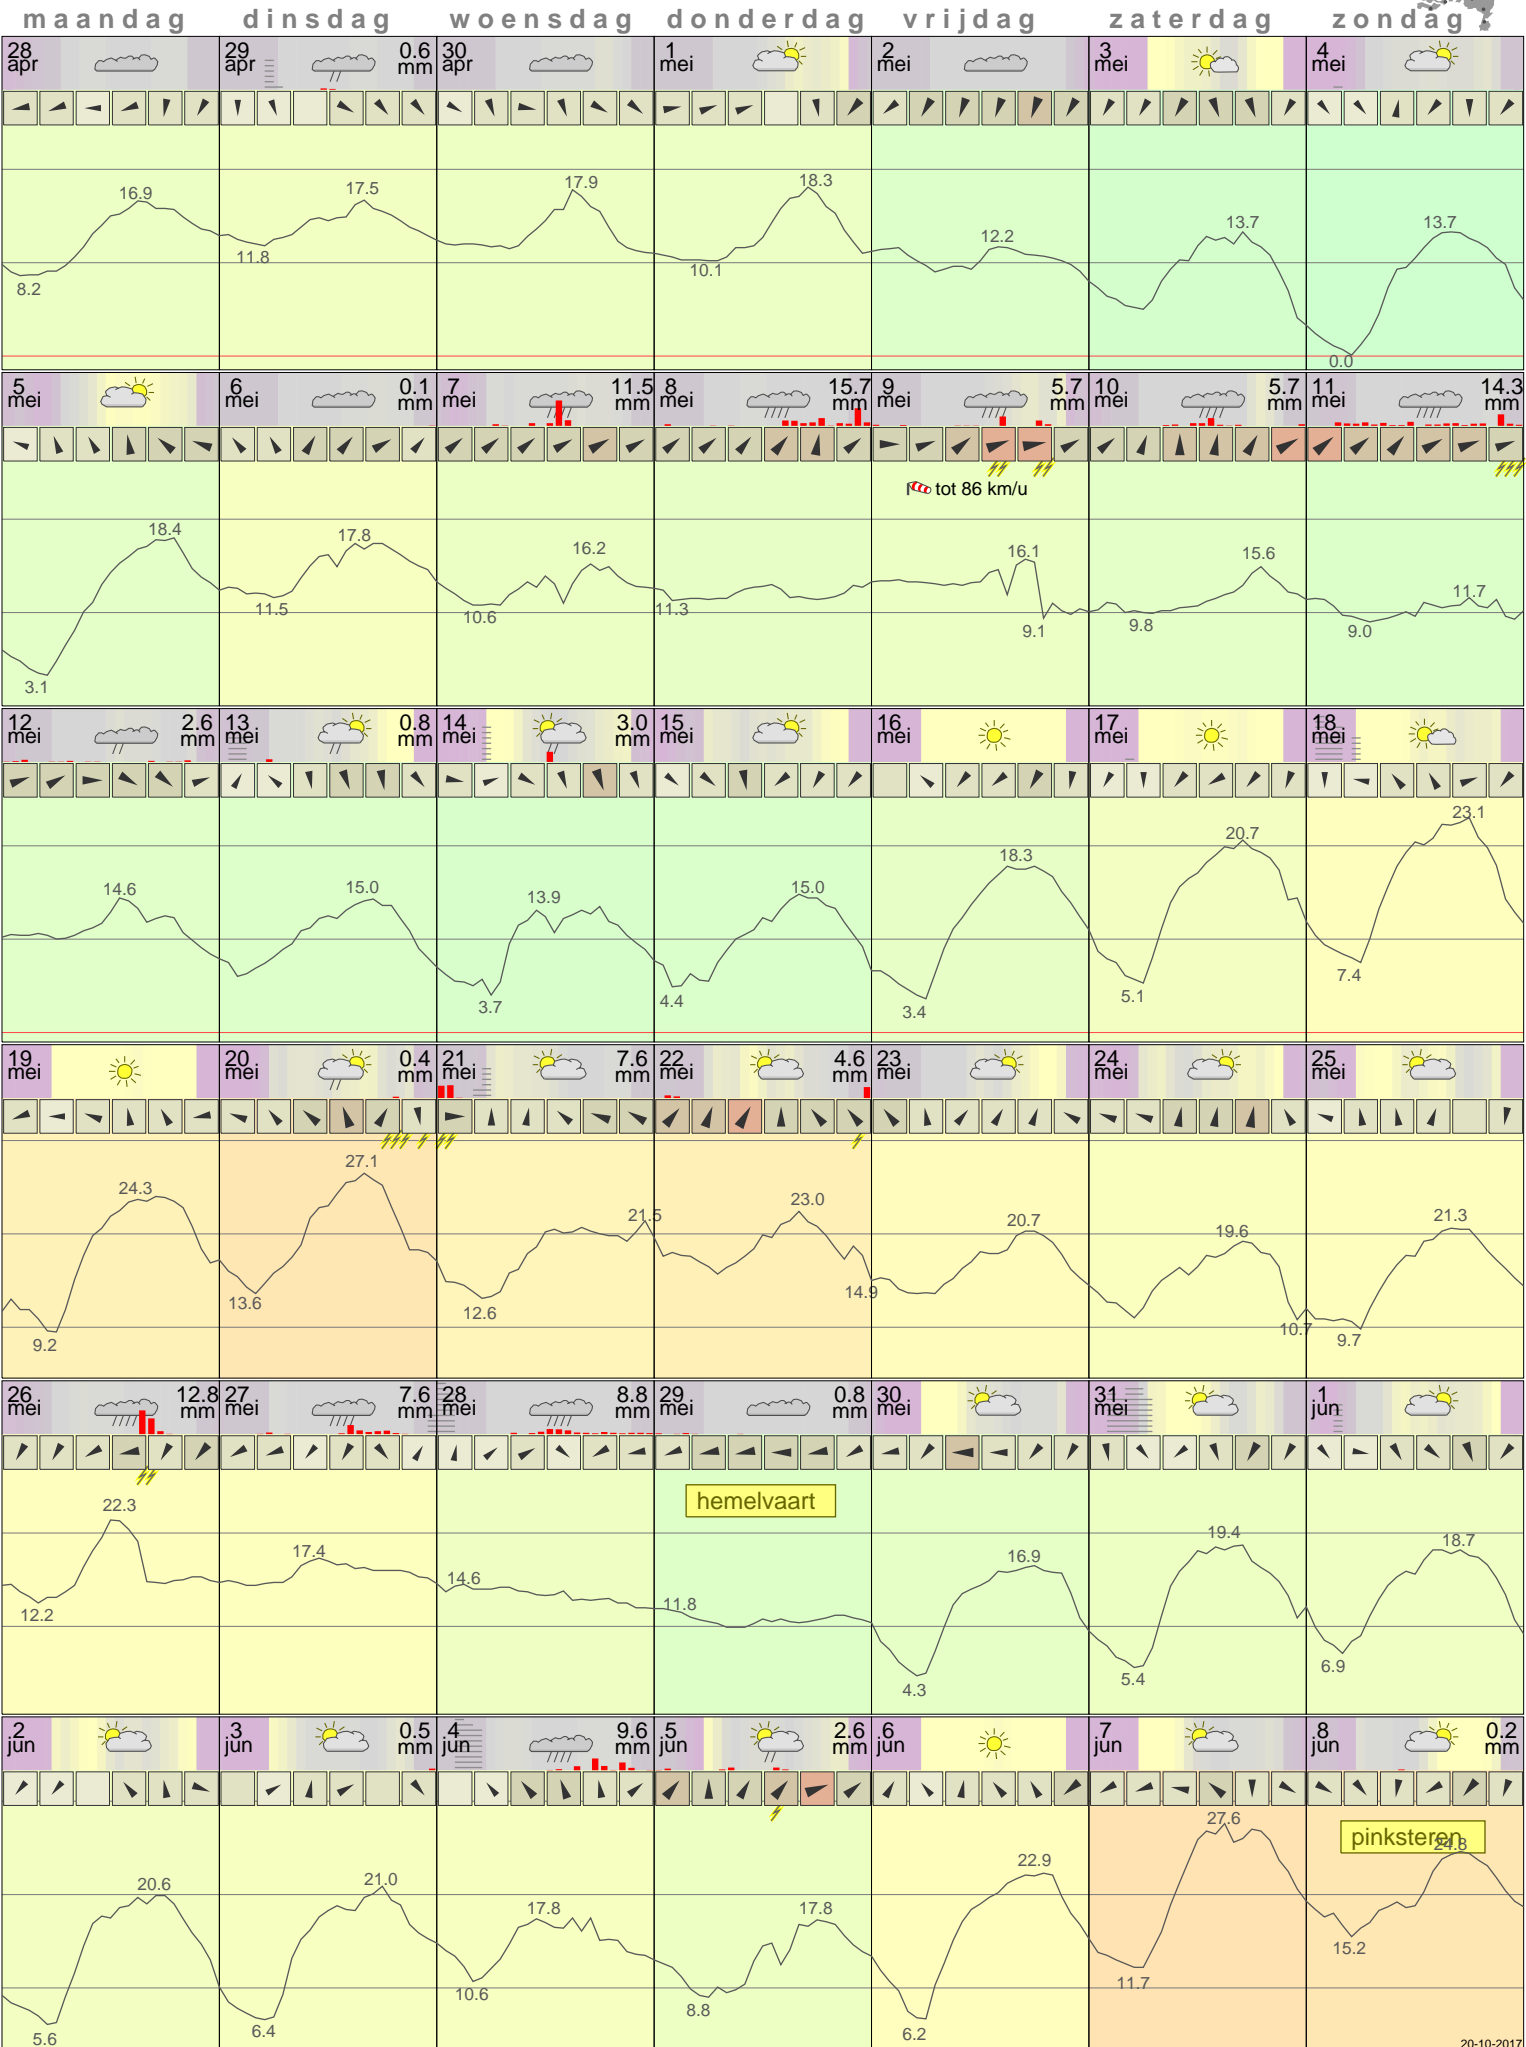 maandag dinsdag woensdag donderdag vrijdag zaterdag zondag
28 29 0.6 30 1 2 3 4
apr apr mm apr mei mei mei mei
16.9 17.5 17.9 18.3 12.2 13.7 13.7
8.2 11.8 10.1 0.0
5 6 0.1 7 11.5 8 15.7 9 5.7 10 5.7 11 14.3
mei mei mm mei mm mei mm mei mm mei mm mei mm
tot 86 km/u
18.4 17.8 16.2 16.1 15.6 11.7
3.1 11.5 10.6 11.3 9.1 9.8 9.0
12 2.6 13 0.8 14 3.0 15 16 17 18
mei mm mei mm mei mm mei mei mei mei
14.6 15.0 13.9 15.0 18.3 20.7 23.1
3.7 4.4 3.4 5.1 7.4
19 20 0.4 21 7.6 22 4.6 23 24 25
mei mei mm mei mm mei mm mei mei mei
24.3 27.1 21.5 23.0 20.7 19.6 21.3
9.2 13.6 12.6 14.9 10.7 9.7
26 12.8 27 7.6 28 8.8 29 0.8 30 31 1
mei mm mei mm mei mm mei mm mei mei jun
hemelvaart
22.3 17.4 14.6 11.8 16.9 19.4 18.7
12.2 4.3 5.4 6.9
2 3 0.5 4 9.6 5 2.6 6 7 8 0.2
jun jun mm jun mm jun mm jun jun jun mm
pinksteren
20.6 21.0 17.8 17.8 22.9 27.6 24.8
5.6 6.4 10.6 8.8 6.2 11.7 15.2
20-10-2017